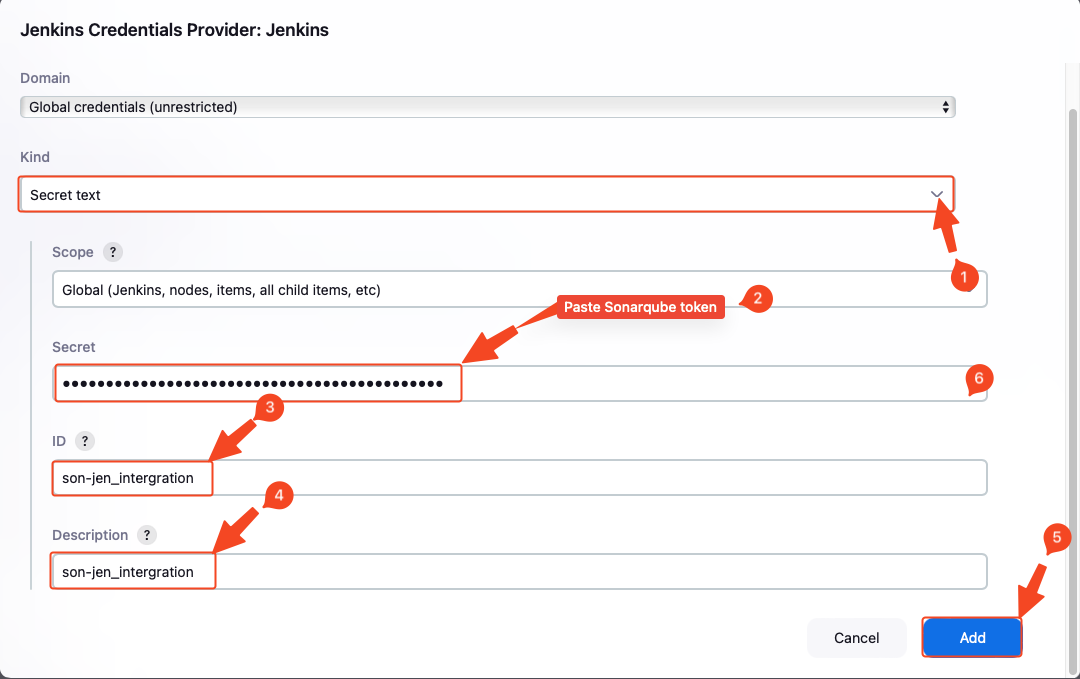 Jenkins Credentials Provider: Jenkins
Domain
Global credentials (unrestricted)
Kind
Secret text
1
Scope ?
Global (Jenkins, nodes, items, all child items, etc)
Paste Sonarqube token
2
Secret
••••••••••••••••••••••••••••••••••••••••••••
6
3
ID ?
son-jen_intergration
4
Description ?
son-jen_intergration
5
Cancel
Add